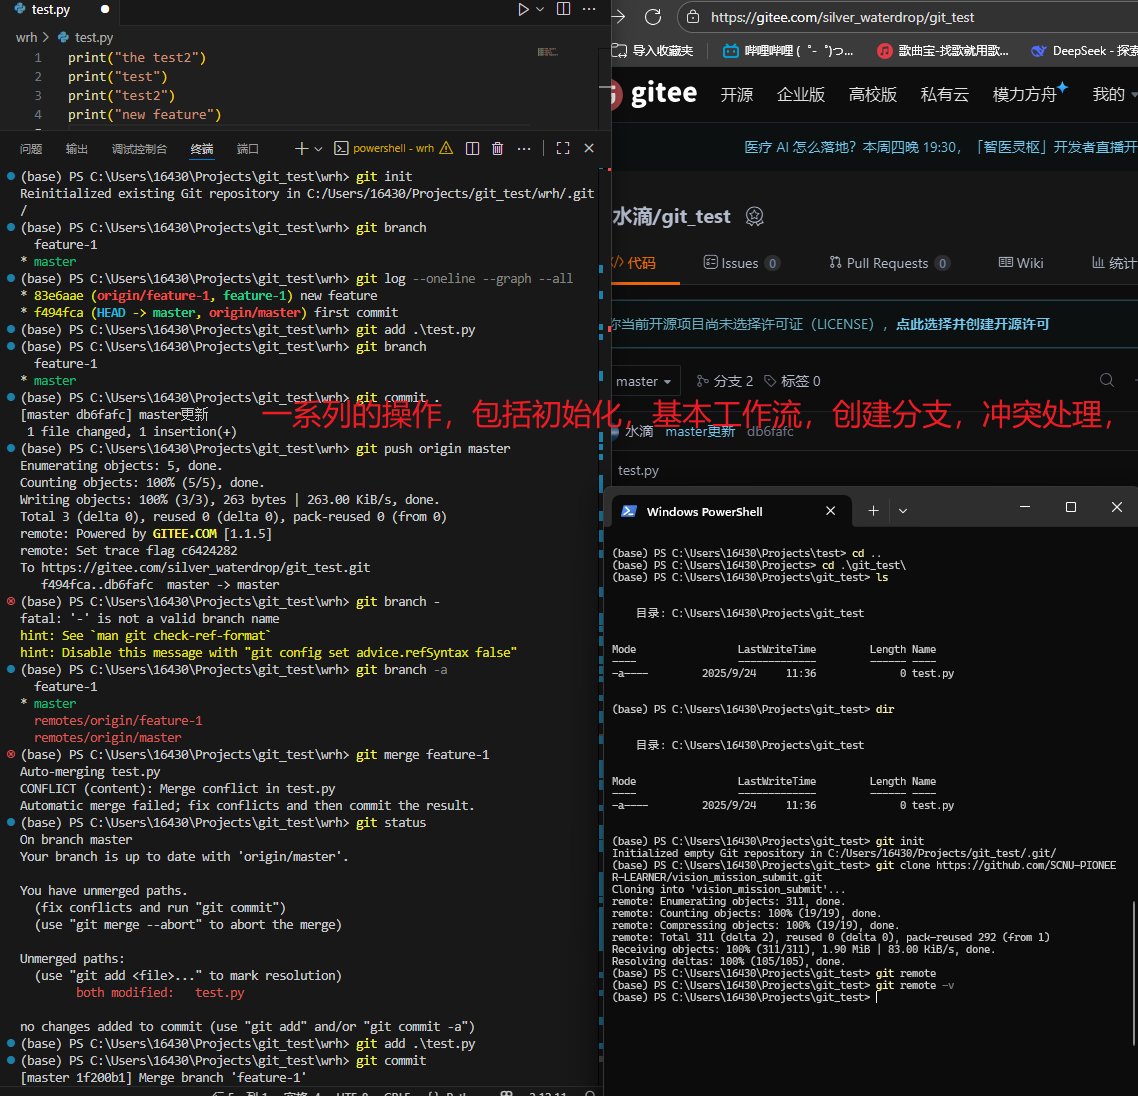 test.py
wrh > test.py
1 print("the test2")
2 print("test")
3 print("test2")
4 print("new feature")
问题 输出 调试控制台 终端 端口 powershell - wrh
(base) PS C:\Users\16430\Projects\git_test\wrh> git init
Reinitialized existing Git repository in C:/Users/16430/Projects/git_test/wrh/.git
/
(base) PS C:\Users\16430\Projects\git_test\wrh> git branch
feature-1
* master
(base) PS C:\Users\16430\Projects\git_test\wrh> git log --oneline --graph --all
* 83e6aae (origin/feature-1, feature-1) new feature
* f494fca (HEAD -> master, origin/master) first commit
(base) PS C:\Users\16430\Projects\git_test\wrh> git add .\test.py
(base) PS C:\Users\16430\Projects\git_test\wrh> git branch
feature-1
* master
(base) PS C:\Users\16430\Projects\git_test\wrh> git commit .
[master db6fafc] master更新
1 file changed, 1 insertion(+)
(base) PS C:\Users\16430\Projects\git_test\wrh> git push origin master
Enumerating objects: 5, done.
Counting objects: 100% (5/5), done.
Writing objects: 100% (3/3), 263 bytes | 263.00 KiB/s, done.
Total 3 (delta 0), reused 0 (delta 0), pack-reused 0 (from 0)
remote: Powered by GITEE.COM [1.1.5]
remote: Set trace flag c6424282
To https://gitee.com/silver_waterdrop/git_test.git
f494fca..db6fafc  master -> master
(base) PS C:\Users\16430\Projects\git_test\wrh> git branch -
fatal: '-' is not a valid branch name
hint: See `man git check-ref-format`
hint: Disable this message with "git config set advice.refSyntax false"
(base) PS C:\Users\16430\Projects\git_test\wrh> git branch -a
feature-1
* master
remotes/origin/feature-1
remotes/origin/master
(base) PS C:\Users\16430\Projects\git_test\wrh> git merge feature-1
Auto-merging test.py
CONFLICT (content): Merge conflict in test.py
Automatic merge failed; fix conflicts and then commit the result.
(base) PS C:\Users\16430\Projects\git_test\wrh> git status
On branch master
Your branch is up to date with 'origin/master'.
You have unmerged paths.
(fix conflicts and run "git commit")
(use "git merge --abort" to abort the merge)
Unmerged paths:
(use "git add <file>..." to mark resolution)
both modified:   test.py
no changes added to commit (use "git add" and/or "git commit -a")
(base) PS C:\Users\16430\Projects\git_test\wrh> git add .\test.py
(base) PS C:\Users\16430\Projects\git_test\wrh> git commit
[master 1f200b1] Merge branch 'feature-1'
一系列的操作，包括初始化，基本工作流，创建分支，冲突处理，
https://gitee.com/silver_waterdrop/git_test
导入收藏夹 哔哩哔哩 (゜-゜)つ... 歌曲宝-找歌就用歌... DeepSeek - 探索
gitee 开源 企业版 高校版 私有云 模力方舟 我的
医疗 AI 怎么落地？本周四晚 19:30，「智医灵枢」开发者直播开
水滴/git_test
代码 Issues 0 Pull Requests 0 Wiki 统计
当前开源项目尚未选择许可证（LICENSE），点此选择并创建开源许可
master 分支 2 标签 0
水滴 master更新 db6fafc
test.py
Windows PowerShell
(base) PS C:\Users\16430\Projects\test> cd ..
(base) PS C:\Users\16430\Projects> cd .\git_test\
(base) PS C:\Users\16430\Projects\git_test> ls
目录: C:\Users\16430\Projects\git_test
Mode LastWriteTime Length Name
---- ------------- ------ ----
-a---- 2025/9/24 11:36 0 test.py
(base) PS C:\Users\16430\Projects\git_test> dir
目录: C:\Users\16430\Projects\git_test
Mode LastWriteTime Length Name
---- ------------- ------ ----
-a---- 2025/9/24 11:36 0 test.py
(base) PS C:\Users\16430\Projects\git_test> git init
Initialized empty Git repository in C:/Users/16430/Projects/git_test/.git/
(base) PS C:\Users\16430\Projects\git_test> git clone https://github.com/SCNU-PIONEE
R-LEARNER/vision_mission_submit.git
Cloning into 'vision_mission_submit'...
remote: Enumerating objects: 311, done.
remote: Counting objects: 100% (19/19), done.
remote: Compressing objects: 100% (19/19), done.
remote: Total 311 (delta 2), reused 0 (delta 0), pack-reused 292 (from 1)
Receiving objects: 100% (311/311), 1.90 MiB | 83.00 KiB/s, done.
Resolving deltas: 100% (105/105), done.
(base) PS C:\Users\16430\Projects\git_test> git remote
(base) PS C:\Users\16430\Projects\git_test> git remote -v
(base) PS C:\Users\16430\Projects\git_test>